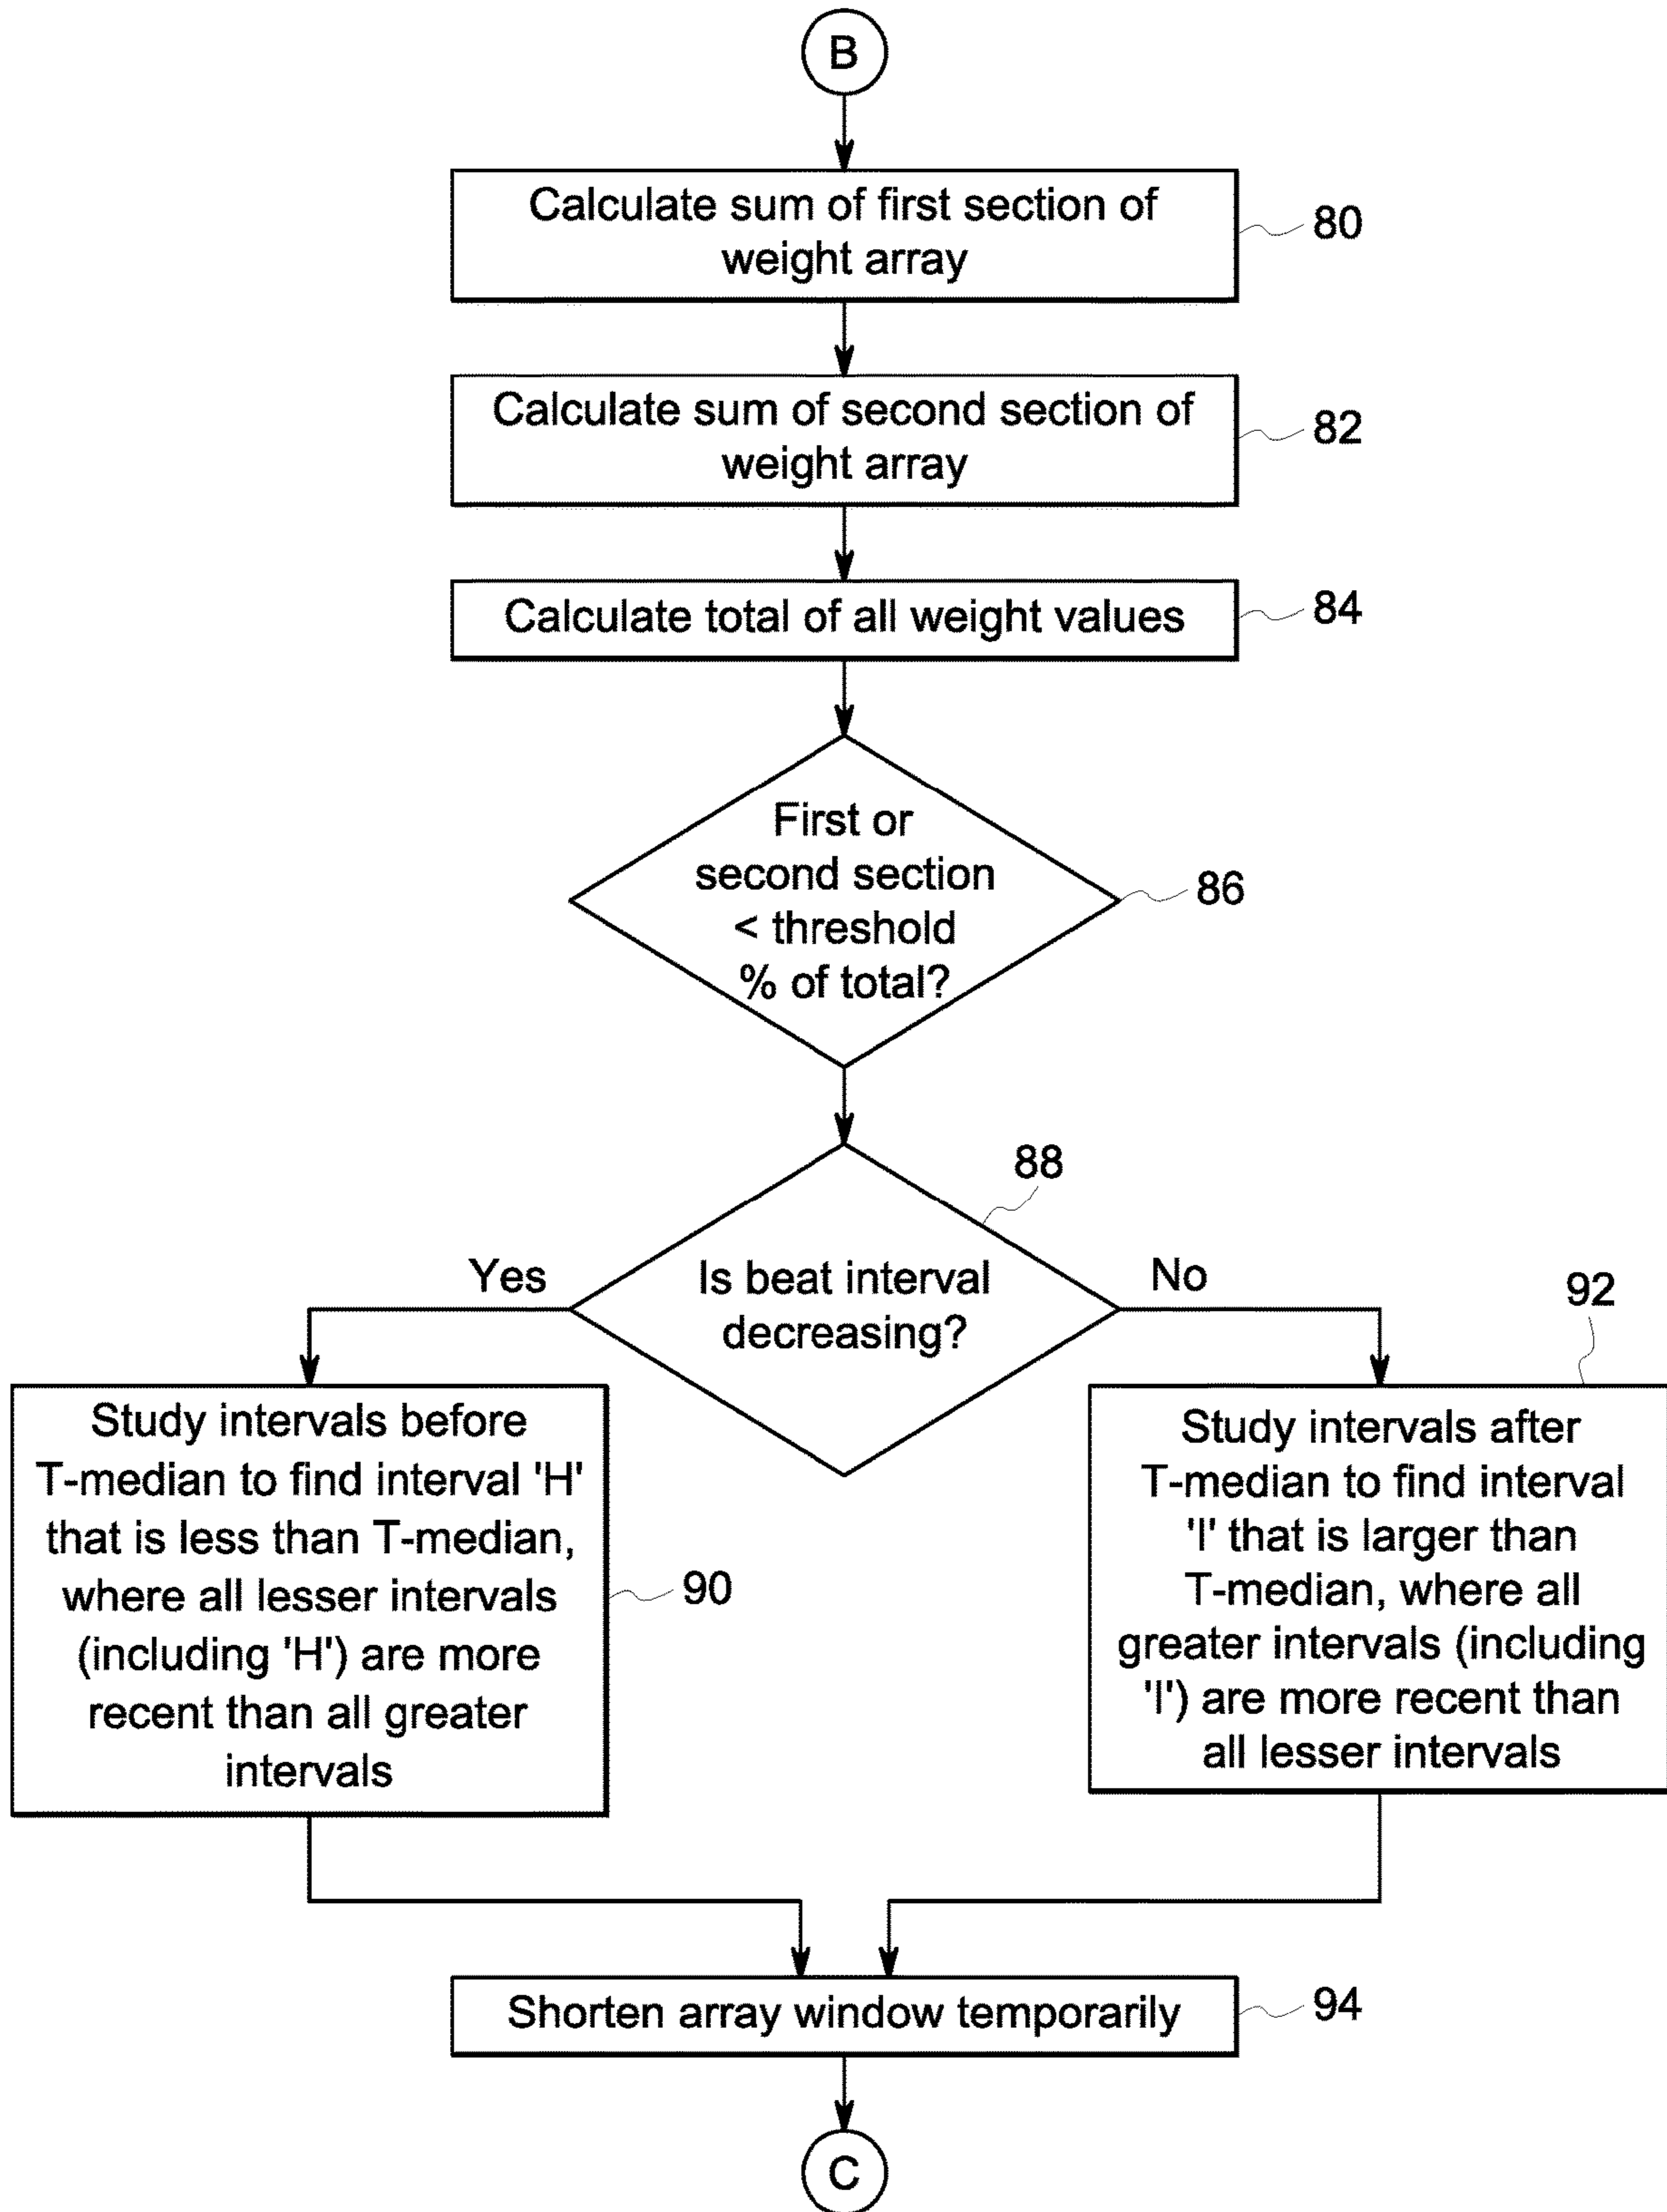 B
Calculate sum of first section of
weight array
80
Calculate sum of second section of
weight array
82
Calculate total of all weight values
84
First or
second section
< threshold
% of total?
86
88
Is beat interval
decreasing?
Yes
No
Study intervals before
T-median to find interval 'H'
that is less than T-median,
where all lesser intervals
(including 'H') are more
recent than all greater
intervals
90
92
Study intervals after
T-median to find interval
'I' that is larger than
T-median, where all
greater intervals (including
'I') are more recent than
all lesser intervals
Shorten array window temporarily
94
C